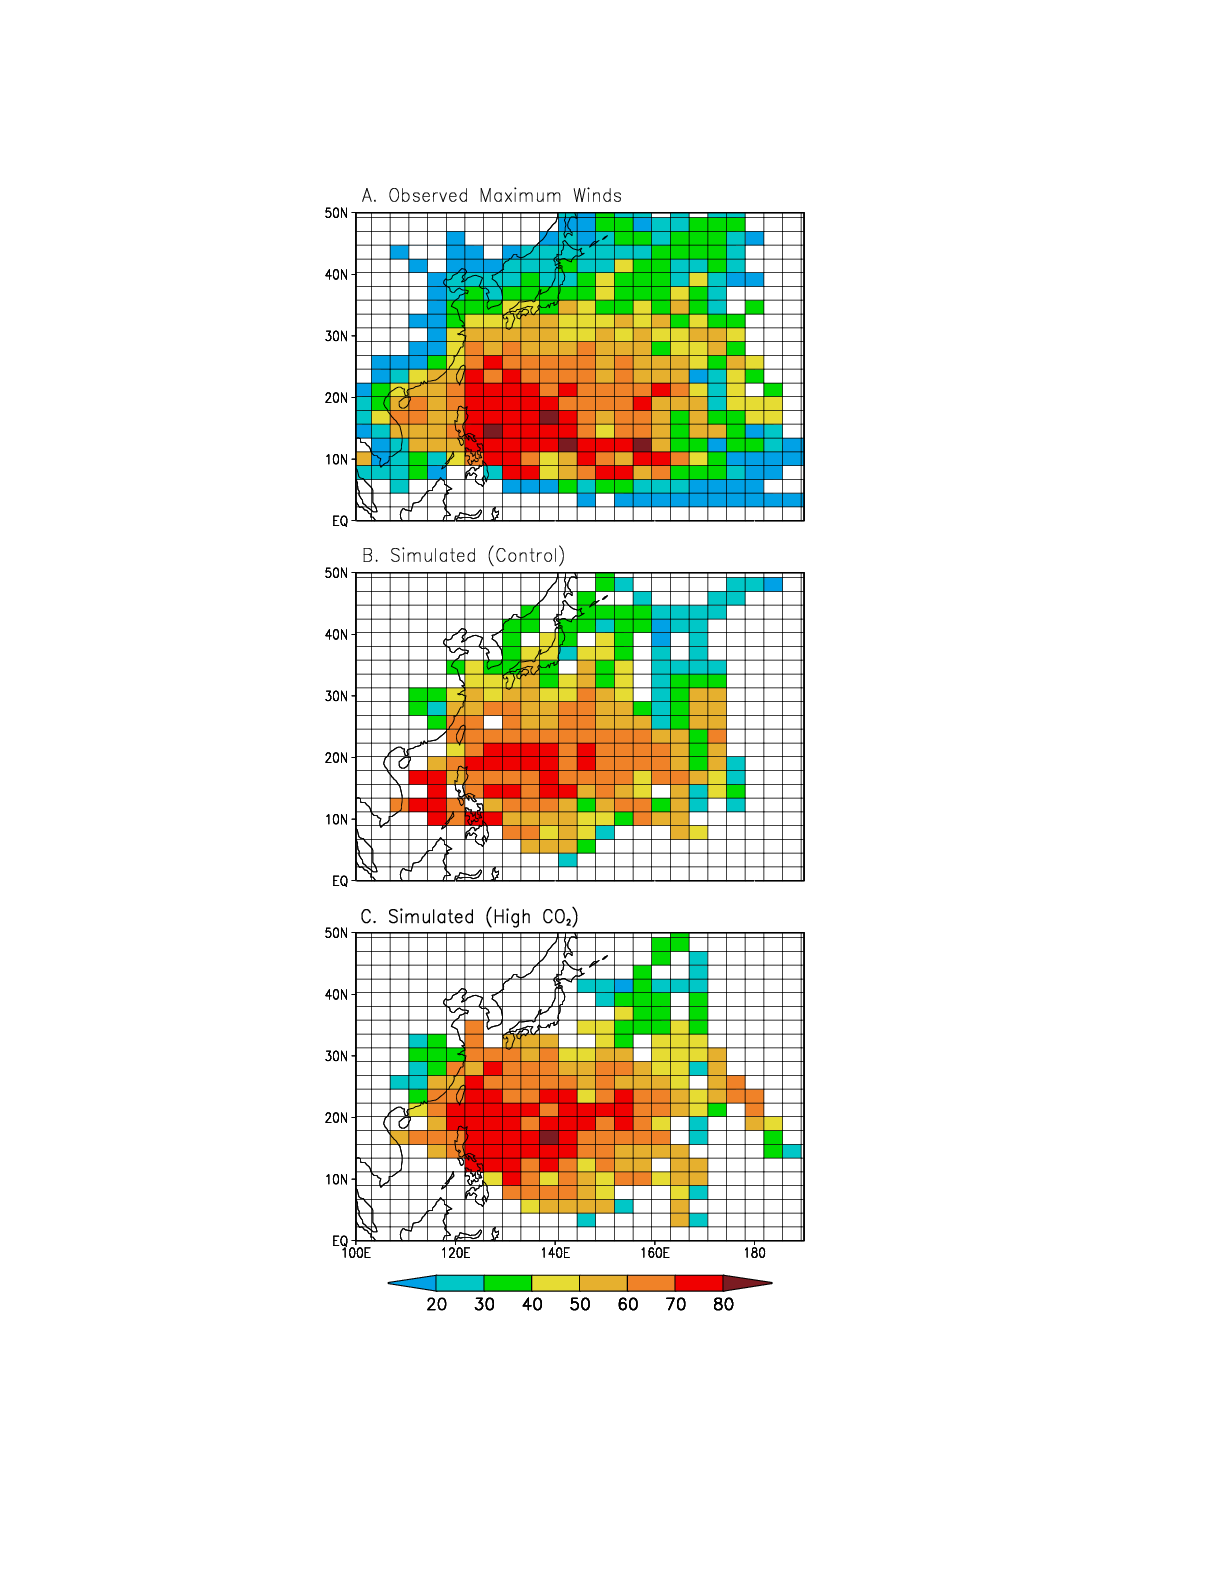 A. Observed Maximum Winds
50N
40N
30N
20N
10N
EQ
B. Simulated (Control)
50N
40N
30N
20N
10N
EQ
C. Simulated (High CO₂)
50N
40N
30N
20N
10N
EQ
100E 120E 140E 160E 180
20 30 40 50 60 70 80